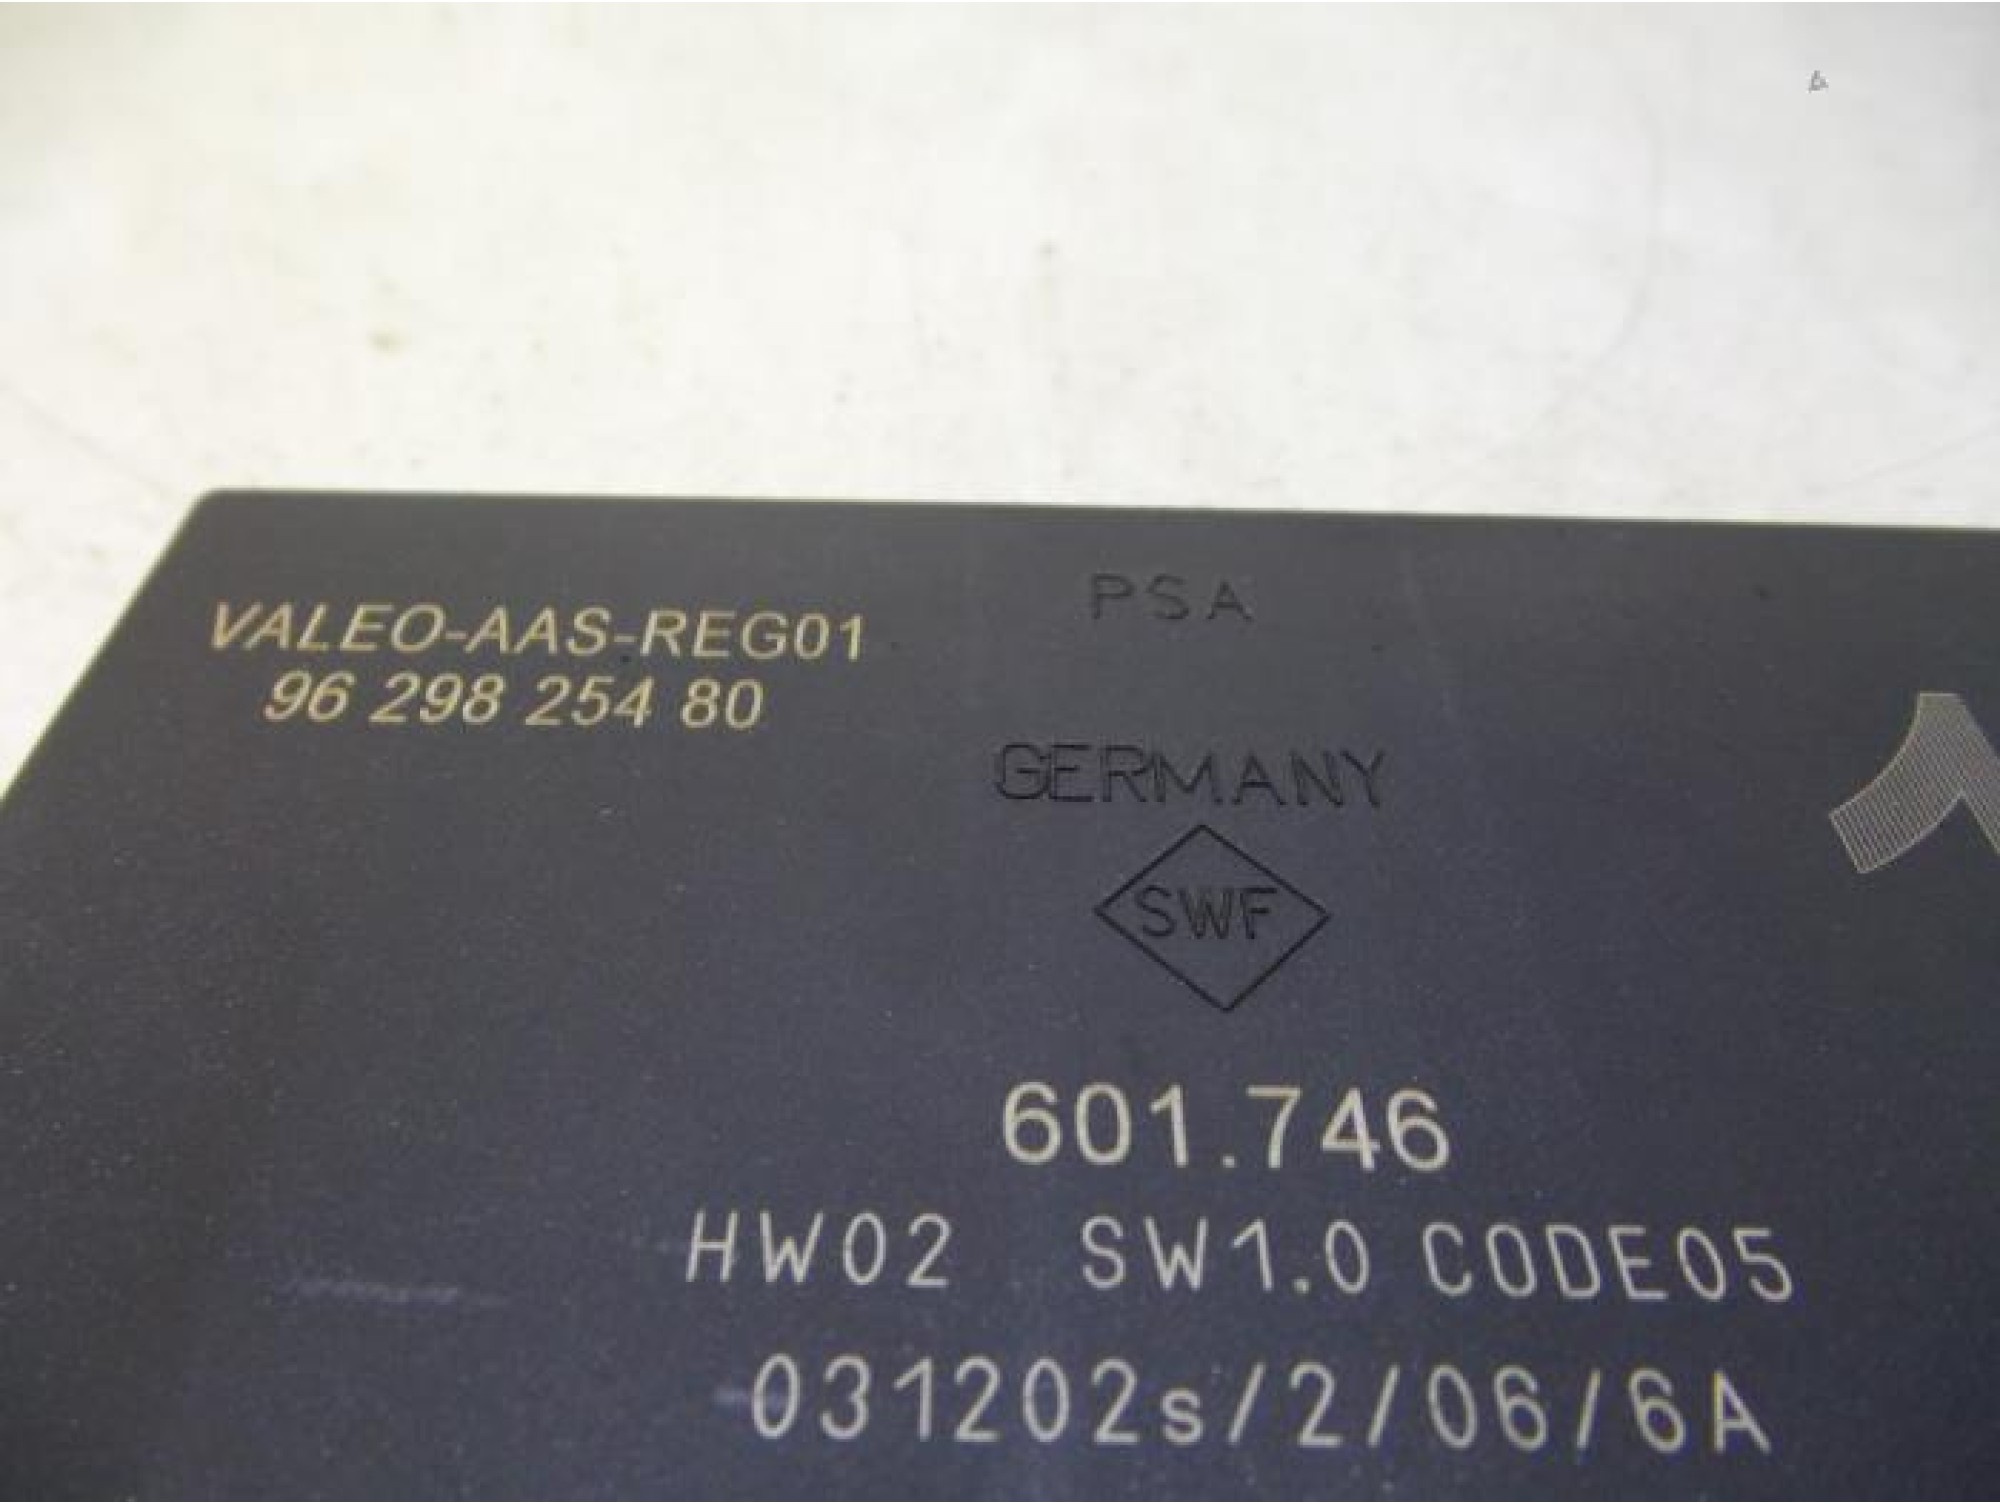 VALEO-AAS-REG01
96 298 254 80
PSA
GERMANY
SWF
601.746
HW02 SW1.0 CODE05
031202s/2/06/6A